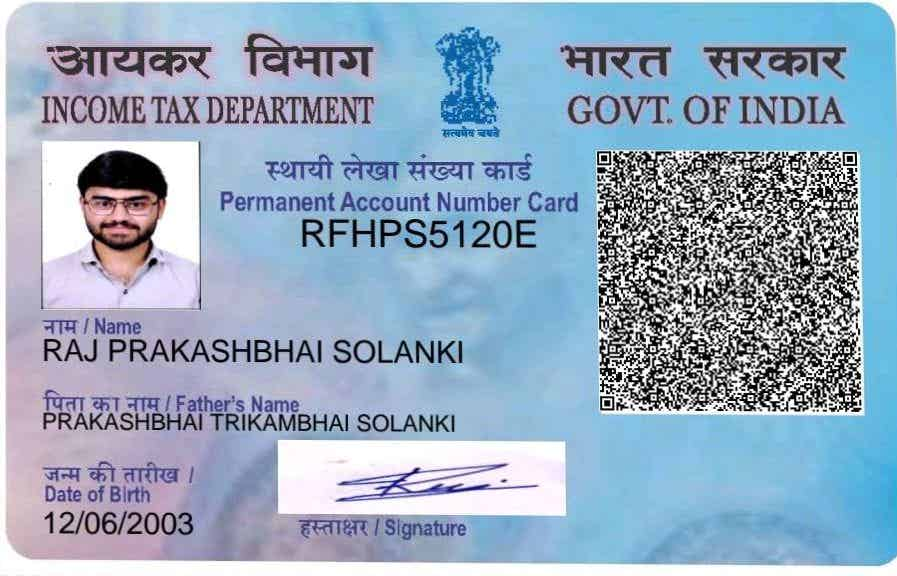 आयकर विभाग
INCOME TAX DEPARTMENT
सत्यमेव जयते
भारत सरकार
GOVT. OF INDIA
स्थायी लेखा संख्या कार्ड
Permanent Account Number Card
RFHPS5120E
नाम / Name
RAJ PRAKASHBHAI SOLANKI
पिता का नाम / Father's Name
PRAKASHBHAI TRIKAMBHAI SOLANKI
जन्म की तारीख /
Date of Birth
12/06/2003
हस्ताक्षर / Signature